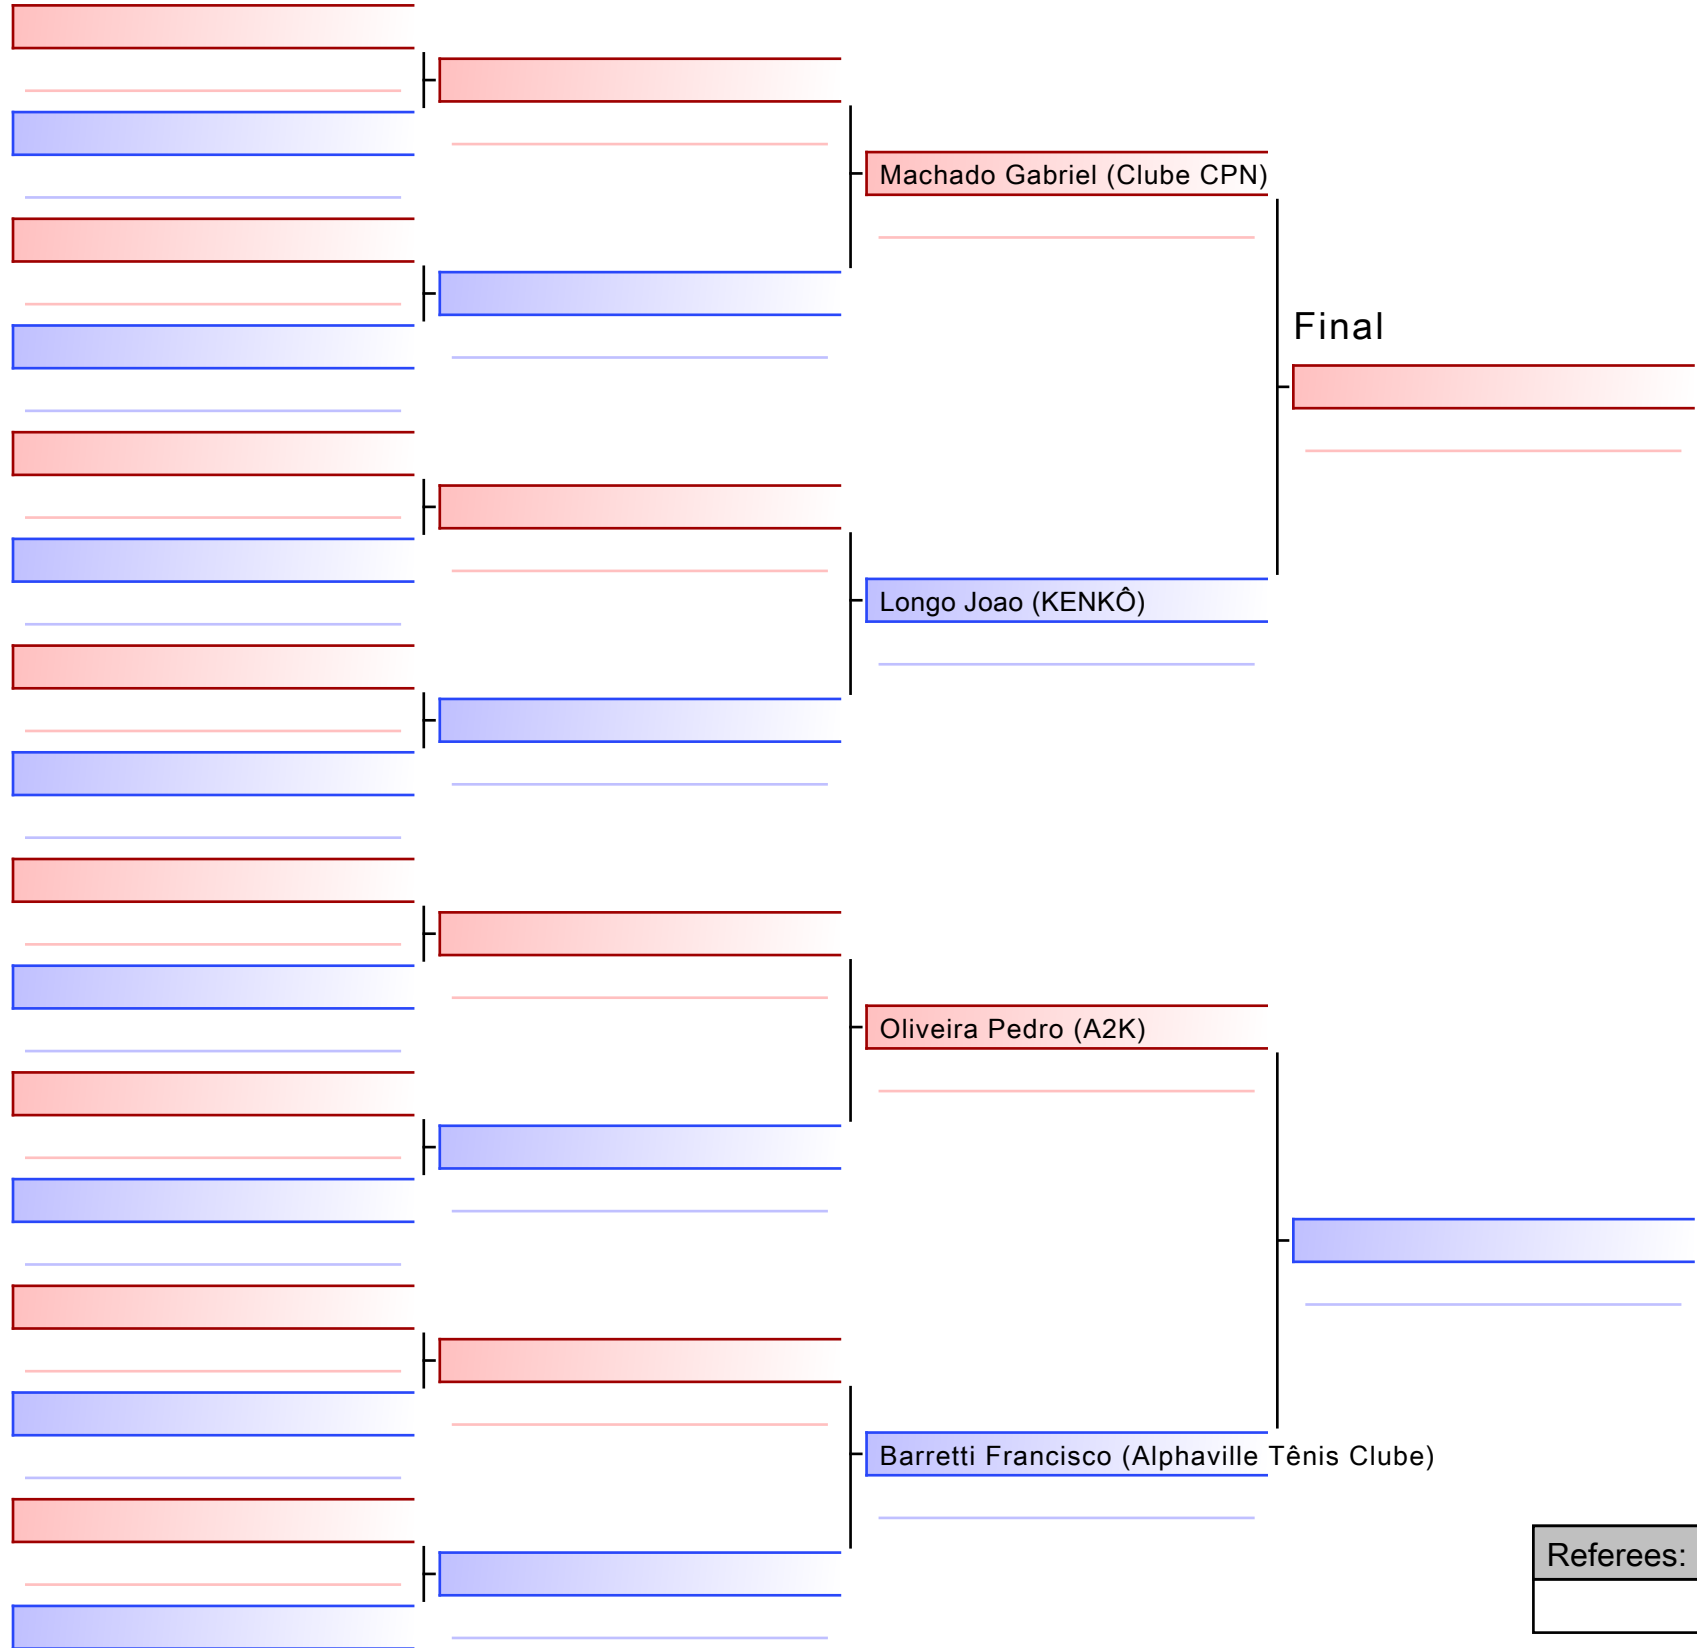 Machado Gabriel (Clube CPN)
Final
Longo Joao (KENKÔ)
Oliveira Pedro (A2K)
Barretti Francisco (Alphaville Tênis Clube)
Referees: